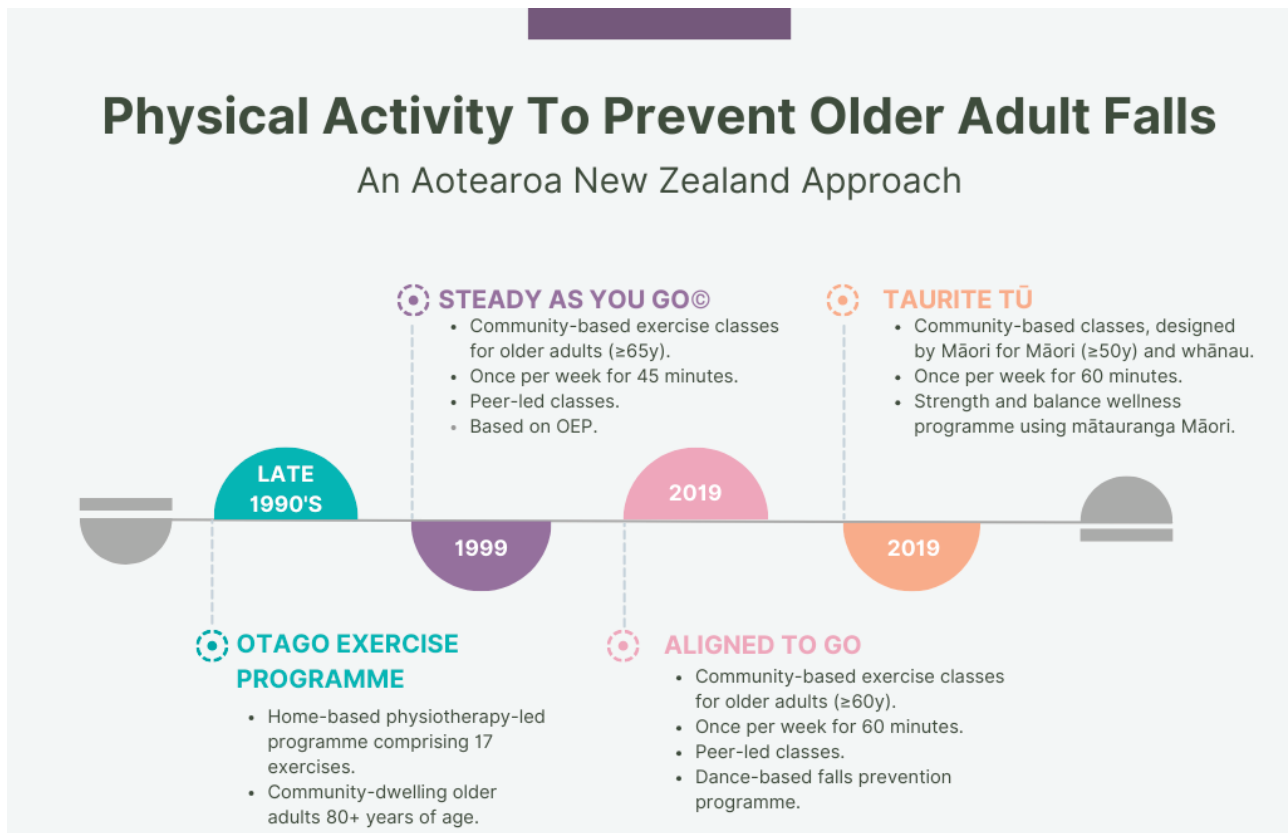 Physical Activity To Prevent Older Adult Falls
An Aotearoa New Zealand Approach
STEADY AS YOU GO©
• Community-based exercise classes
for older adults (≥65y).
• Once per week for 45 minutes.
• Peer-led classes.
• Based on OEP.
TAURITE TŪ
• Community-based classes, designed
by Māori for Māori (≥50y) and whānau.
• Once per week for 60 minutes.
• Strength and balance wellness
programme using mātauranga Māori.
LATE
1990'S
1999
2019
2019
OTAGO EXERCISE
PROGRAMME
• Home-based physiotherapy-led
programme comprising 17
exercises.
• Community-dwelling older
adults 80+ years of age.
ALIGNED TO GO
• Community-based exercise classes
for older adults (≥60y).
• Once per week for 60 minutes.
• Peer-led classes.
• Dance-based falls prevention
programme.